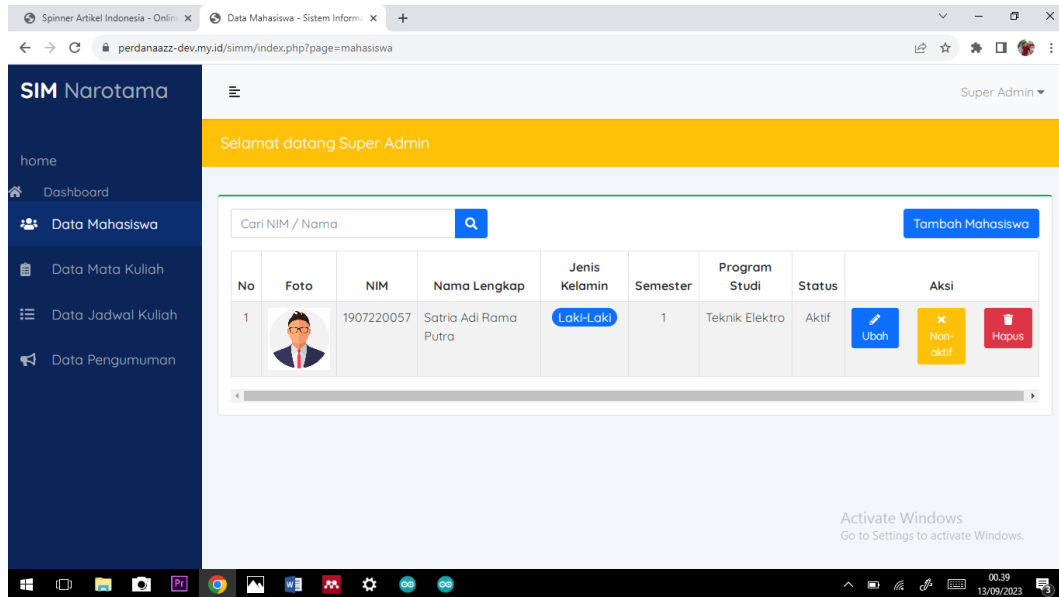 Spinner Artikel Indonesia - Onlin
Data Mahasiswa - Sistem Inform
perdanaazz-dev.my.id/simm/index.php?page=mahasiswa
SIM Narotama
Super Admin
Selamat datang Super Admin
home
Dashboard
Data Mahasiswa
Data Mata Kuliah
Data Jadwal Kuliah
Data Pengumuman
Cari NIM / Nama
Tambah Mahasiswa
No Foto NIM Nama Lengkap Jenis Kelamin Semester Program Studi Status Aksi
1 1907220057 Satria Adi Rama Putra Laki-Laki 1 Teknik Elektro Aktif Ubah Non-aktif Hapus
Activate Windows
Go to Settings to activate Windows.
Pr
W
00.39
13/09/2023
3